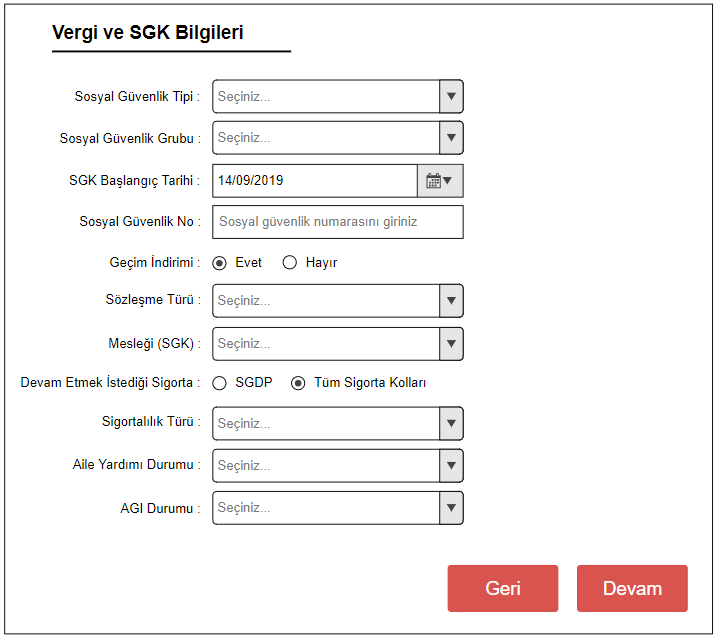 Vergi ve SGK Bilgileri
Sosyal Güvenlik Tipi : Seçiniz...
Sosyal Güvenlik Grubu : Seçiniz...
SGK Başlangıç Tarihi : 14/09/2019
Sosyal Güvenlik No : Sosyal güvenlik numarasını giriniz
Geçim İndirimi : Evet Hayır
Sözleşme Türü : Seçiniz...
Mesleği (SGK) : Seçiniz...
Devam Etmek İstediği Sigorta : SGDP Tüm Sigorta Kolları
Sigortalılık Türü : Seçiniz...
Aile Yardımı Durumu : Seçiniz...
AGI Durumu : Seçiniz...
Geri Devam